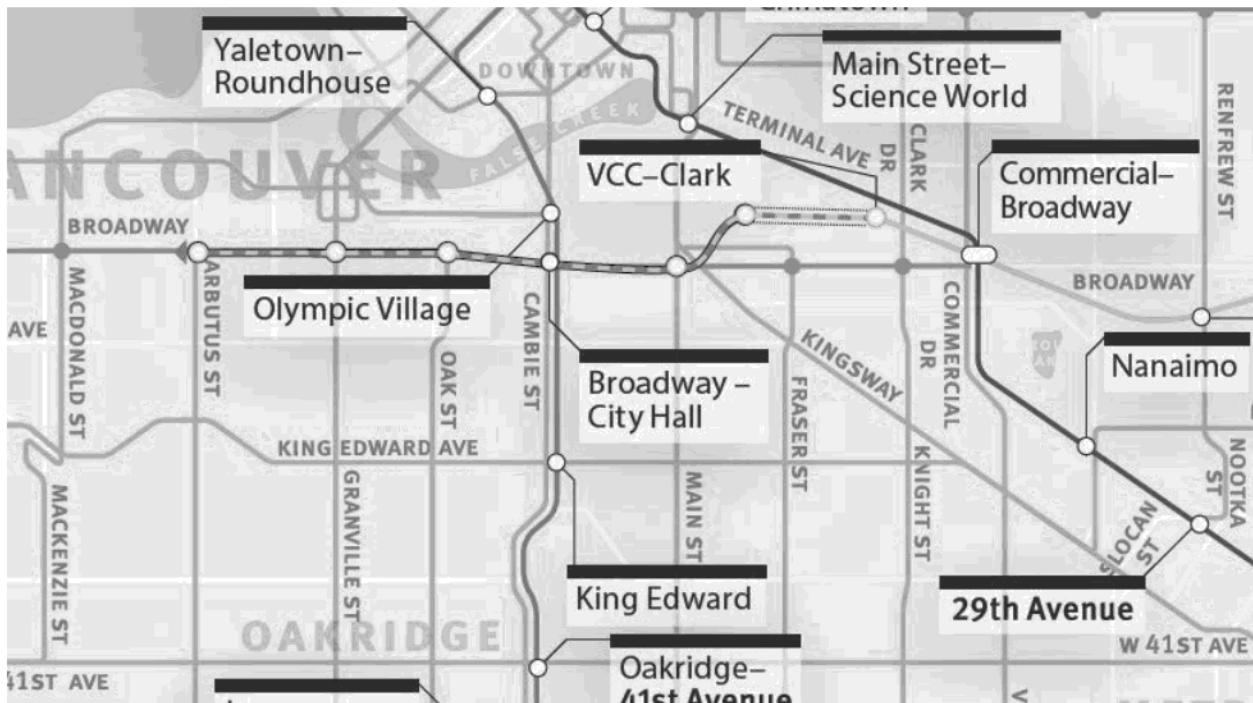 Yaletown–
Roundhouse
DOWNTOWN
Main Street–
Science World
FALSE CREEK
TERMINAL AVE
CLARK
DR
RENFREW ST
VCC–Clark
Commercial–
Broadway
ANCOUVER
BROADWAY
BROADWAY
Olympic Village
MACDONALD ST
ARBUTUS ST
CAMBIE ST
OAK ST
COMMERCIAL
DR
AVE
KINGSWAY
Nanaimo
Broadway –
City Hall
FRASER ST
KING EDWARD AVE
KNIGHT ST
NOOTKA
ST
MACKENZIE ST
GRANVILLE ST
MAIN ST
SLOCAN
ST
King Edward
29th Avenue
OAKRIDGE
W 41ST AVE
Oakridge–
41st Avenue
41ST AVE